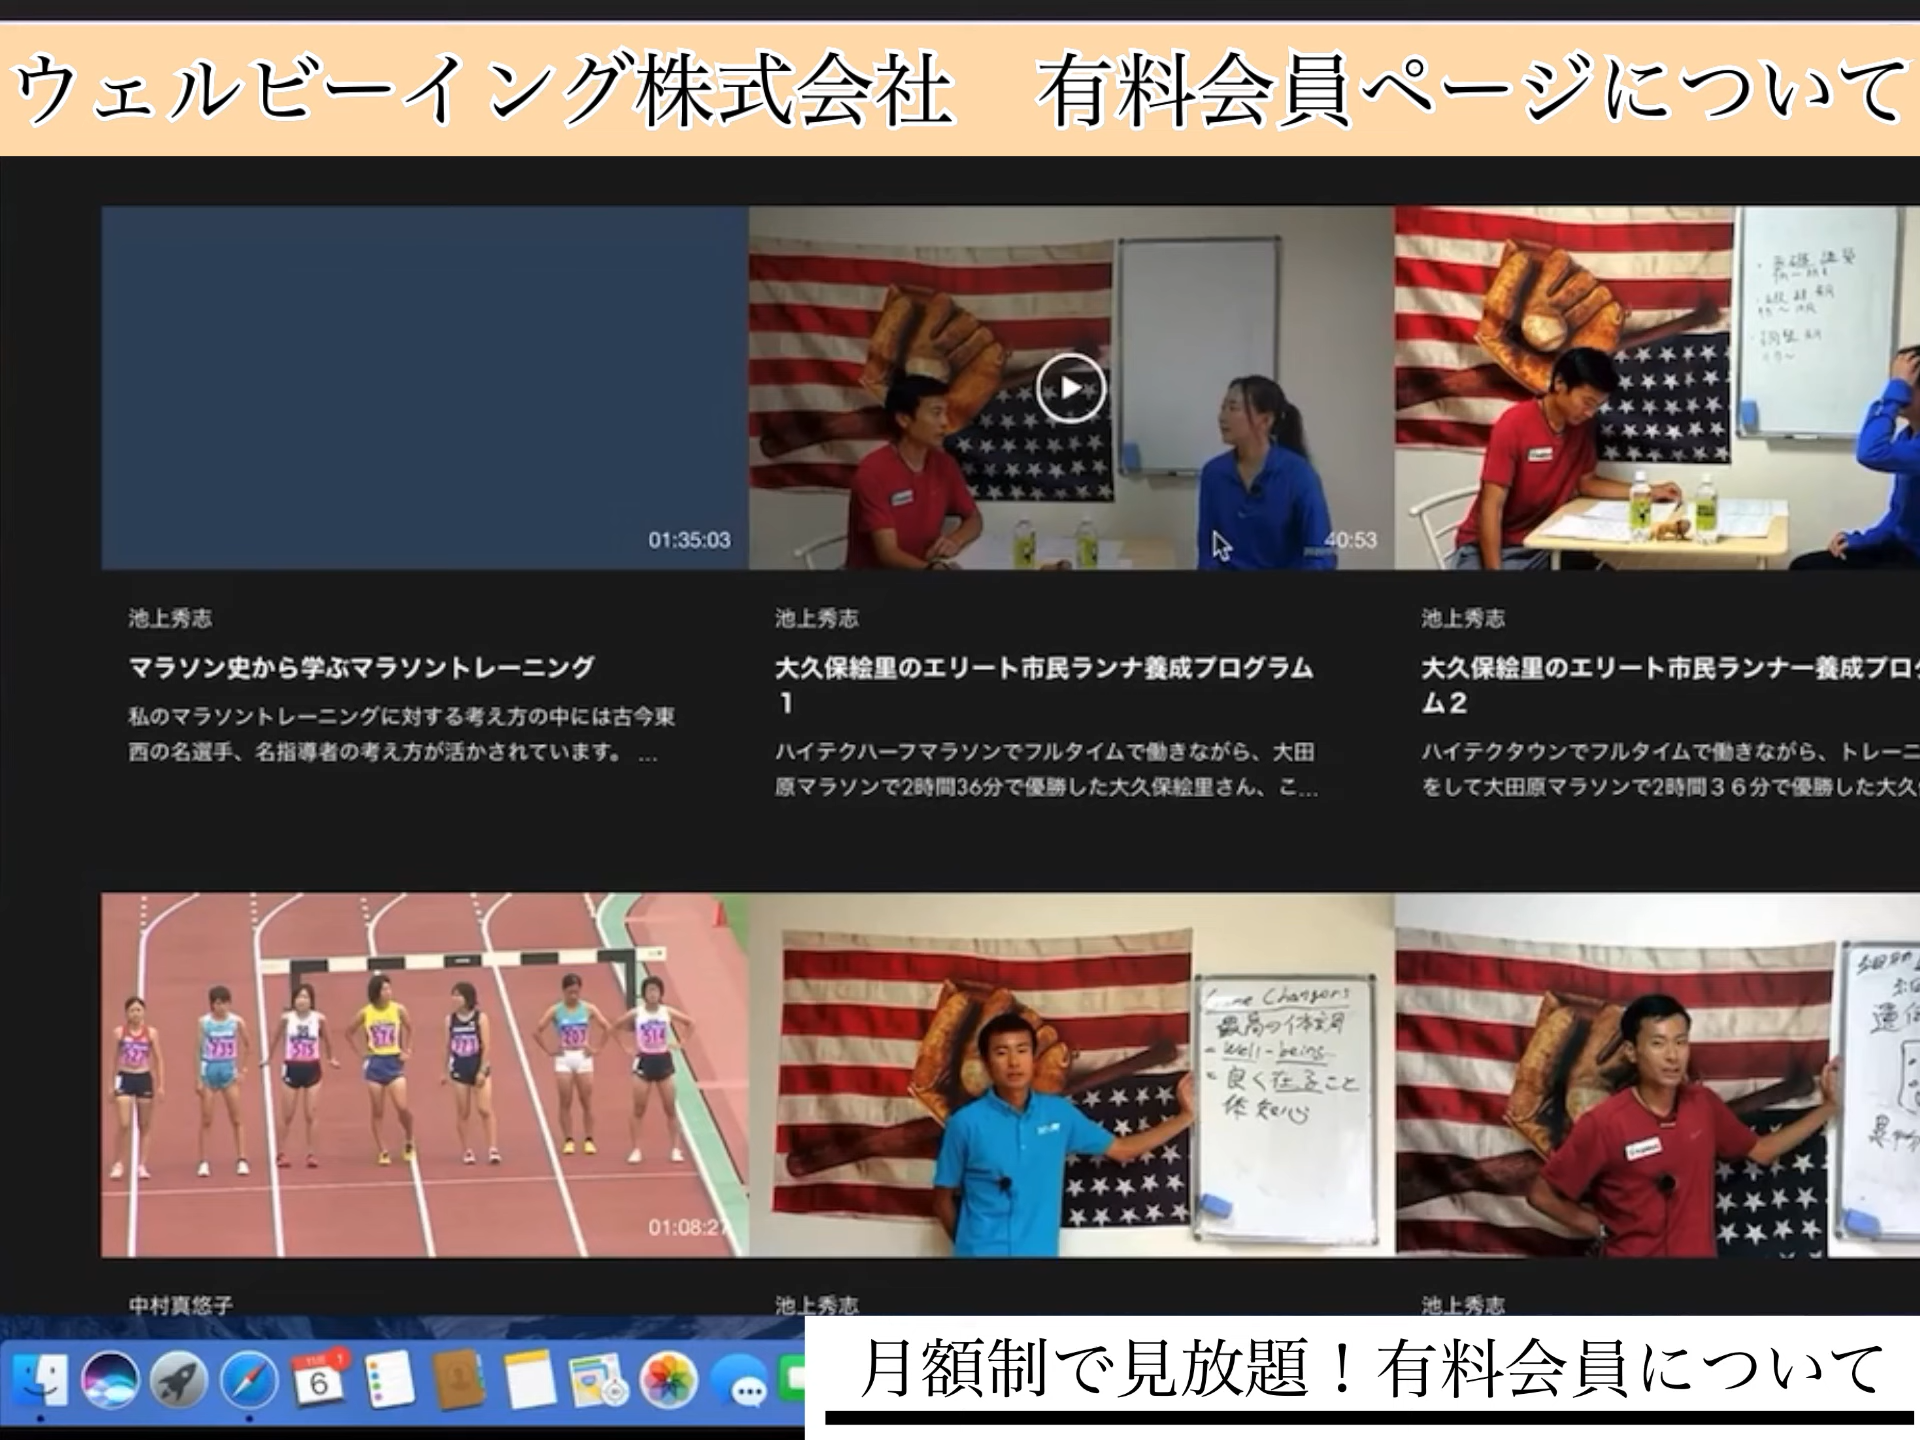 ウェルビーイング株式会社　有料会員ページについて
01:35:03
40:53
池上秀志
マラソン史から学ぶマラソントレーニング
私のマラソントレーニングに対する考え方の中には古今東
西の名選手、名指導者の考え方が活かされています。 ...
池上秀志
大久保絵里のエリート市民ランナ養成プログラム
1
ハイテクハーフマラソンでフルタイムで働きながら、大田
原マラソンで2時間36分で優勝した大久保絵里さん、こ...
池上秀志
大久保絵里のエリート市民ランナー養成プログ
ム２
ハイテクタウンでフルタイムで働きながら、トレーニ
をして大田原マラソンで2時間３６分で優勝した大久
527
739
515
574
773
207
514
01:08:27
Game Changers
最高の体調
- Well-being
良く在ること
体 知 心
中村真悠子
池上秀志
池上秀志
1
6
月額制で見放題！有料会員について